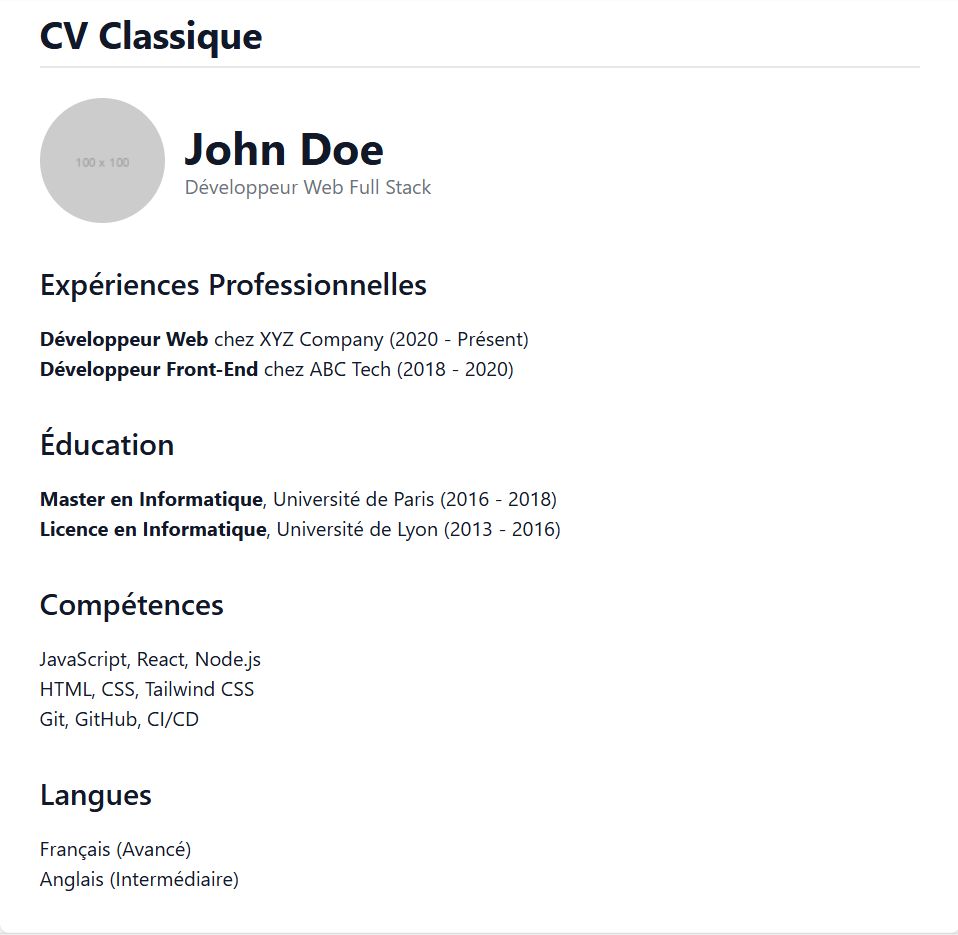 CV Classique
100 x 100
John Doe
Développeur Web Full Stack
Expériences Professionnelles
Développeur Web chez XYZ Company (2020 - Présent)
Développeur Front-End chez ABC Tech (2018 - 2020)
Éducation
Master en Informatique, Université de Paris (2016 - 2018)
Licence en Informatique, Université de Lyon (2013 - 2016)
Compétences
JavaScript, React, Node.js
HTML, CSS, Tailwind CSS
Git, GitHub, CI/CD
Langues
Français (Avancé)
Anglais (Intermédiaire)